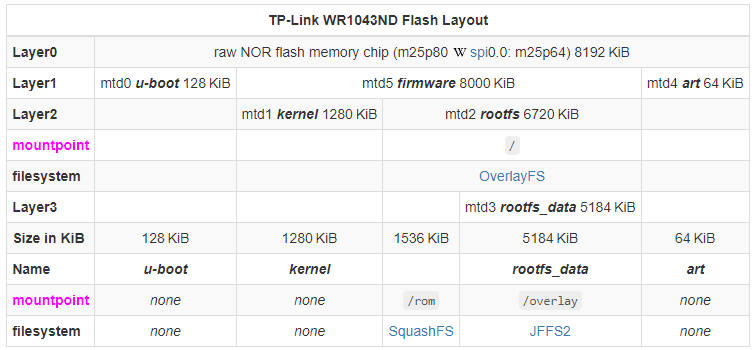 TP-Link WR1043ND Flash Layout
Layer0 raw NOR flash memory chip (m25p80 W spi0.0: m25p64) 8192 KiB
Layer1 mtd0 u-boot 128 KiB mtd5 firmware 8000 KiB mtd4 art 64 KiB
Layer2 mtd1 kernel 1280 KiB mtd2 rootfs 6720 KiB
mountpoint /
filesystem OverlayFS
Layer3 mtd3 rootfs_data 5184 KiB
Size in KiB 128 KiB 1280 KiB 1536 KiB 5184 KiB 64 KiB
Name u-boot kernel rootfs_data art
mountpoint none none /rom /overlay none
filesystem none none SquashFS JFFS2 none